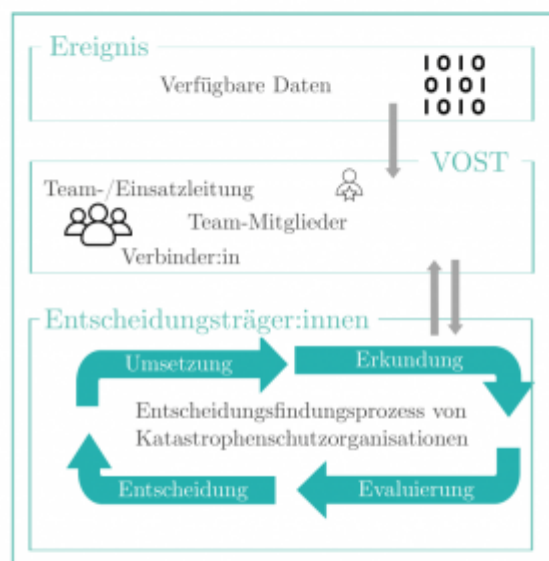 Ereignis
Verfügbare Daten
1010
0101
1010
VOST
Team-/Einsatzleitung
Team-Mitglieder
Verbinder:in
Entscheidungsträger:innen
Umsetzung
Erkundung
Entscheidungsfindungsprozess von
Katastrophenschutzorganisationen
Entscheidung
Evaluierung